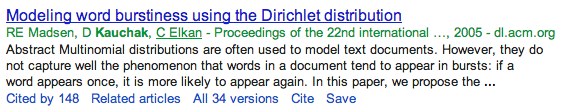 Modeling word burstiness using the Dirichlet distribution
RE Madsen, D Kauchak, C Elkan - Proceedings of the 22nd international ..., 2005 - dl.acm.org
Abstract Multinomial distributions are often used to model text documents. However, they do
not capture well the phenomenon that words in a document tend to appear in bursts: if a
word appears once, it is more likely to appear again. In this paper, we propose the ...
Cited by 148 Related articles All 34 versions Cite Save